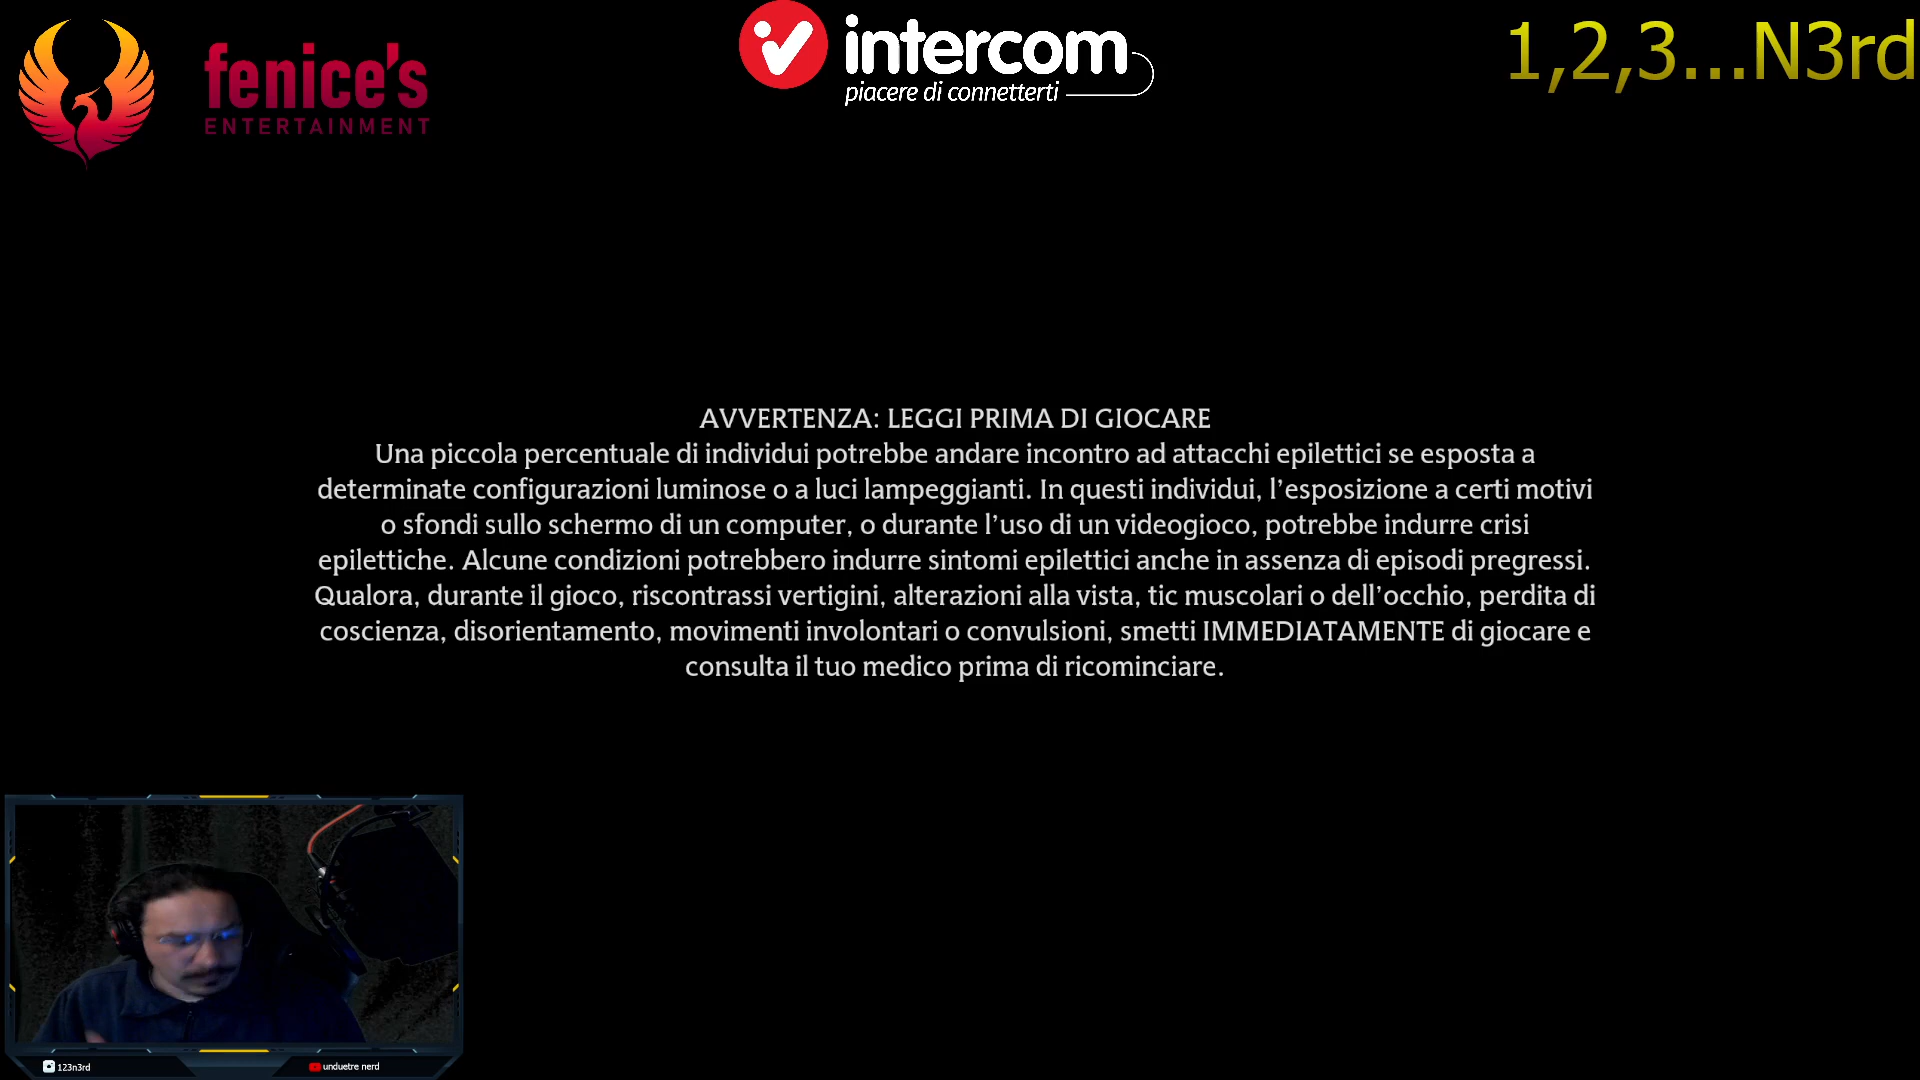 fenice's
ENTERTAINMENT
intercom
piacere di connetterti
1,2,3...N3rd
AVVERTENZA: LEGGI PRIMA DI GIOCARE
Una piccola percentuale di individui potrebbe andare incontro ad attacchi epilettici se esposta a
determinate configurazioni luminose o a luci lampeggianti. In questi individui, l’esposizione a certi motivi
o sfondi sullo schermo di un computer, o durante l’uso di un videogioco, potrebbe indurre crisi
epilettiche. Alcune condizioni potrebbero indurre sintomi epilettici anche in assenza di episodi pregressi.
Qualora, durante il gioco, riscontrassi vertigini, alterazioni alla vista, tic muscolari o dell’occhio, perdita di
coscienza, disorientamento, movimenti involontari o convulsioni, smetti IMMEDIATAMENTE di giocare e
consulta il tuo medico prima di ricominciare.
123n3rd
unduetre nerd